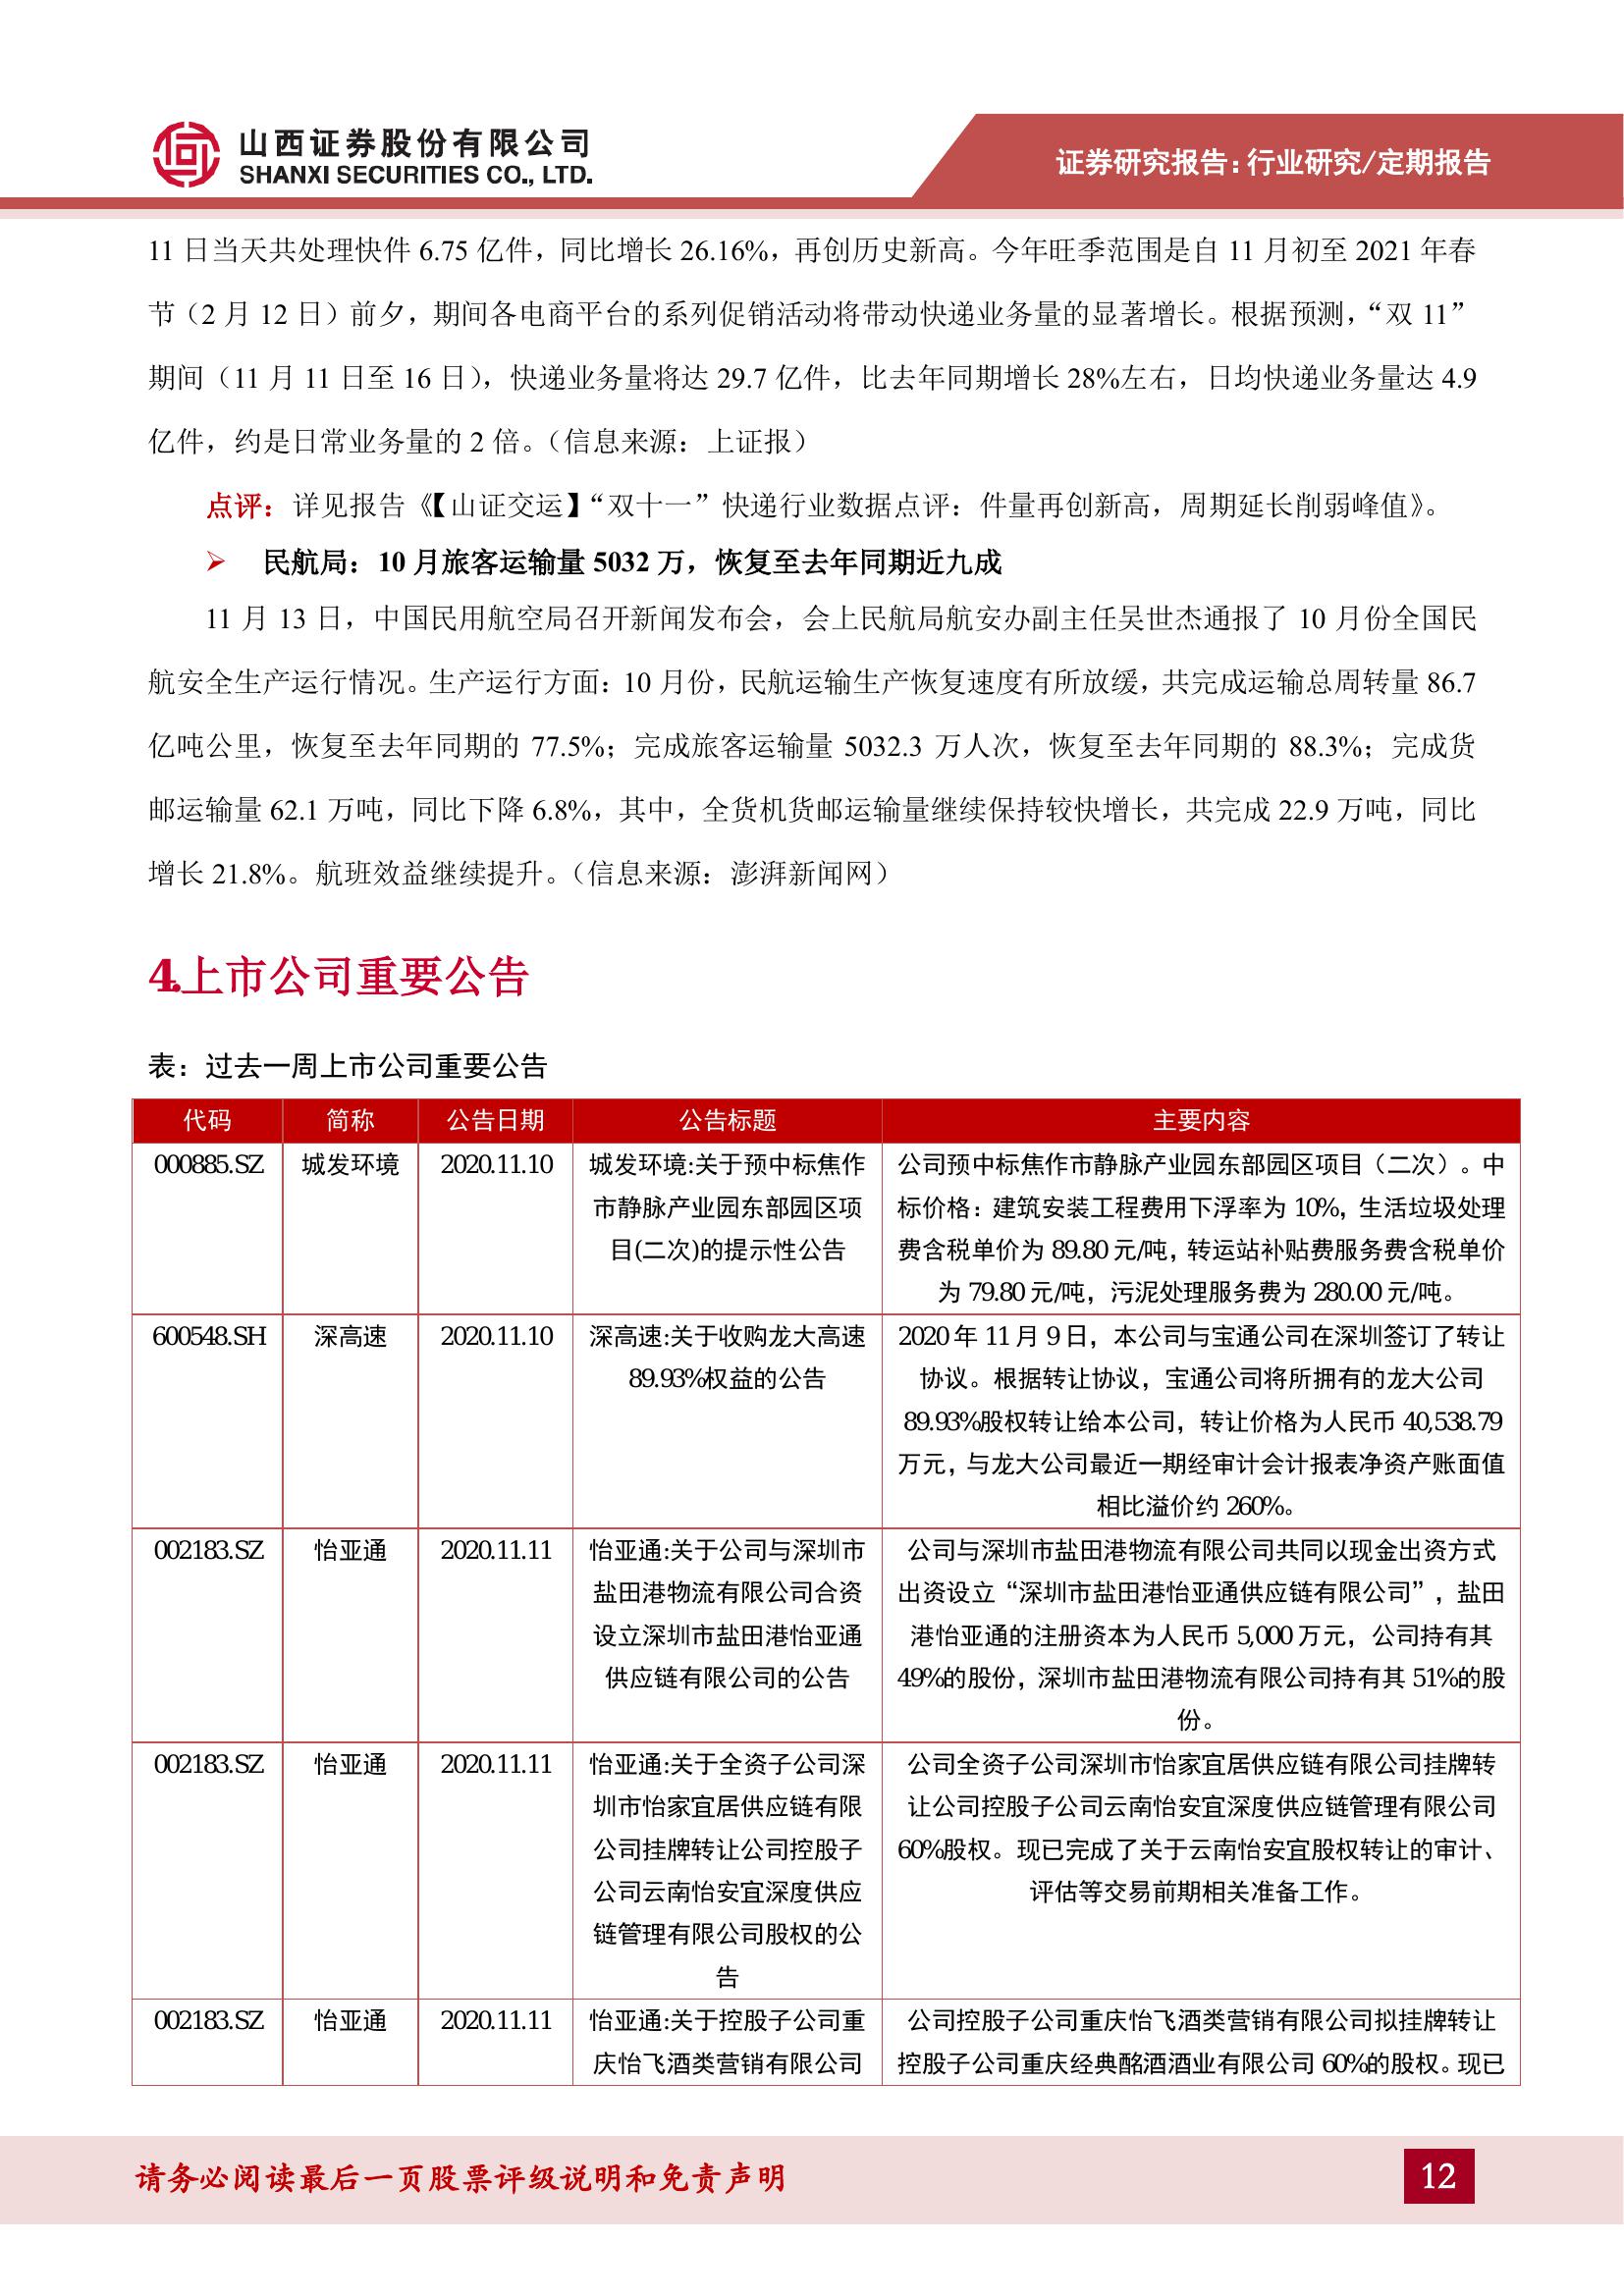 山西证券股份有限公司
SHANXI SECURITIES CO., LTD.
证券研究报告:行业研究/定期报告
11 日当天共处理快件 6.75 亿件，同比增长 26.16%，再创历史新高。今年旺季范围是自 11 月初至 2021 年春
节（2 月 12 日）前夕，期间各电商平台的系列促销活动将带动快递业务量的显著增长。根据预测，“双 11”
期间（11 月 11 日至 16 日），快递业务量将达 29.7 亿件，比去年同期增长 28%左右，日均快递业务量达 4.9
亿件，约是日常业务量的 2 倍。（信息来源：上证报）
点评：详见报告《【山证交运】“双十一”快递行业数据点评：件量再创新高，周期延长削弱峰值》。
➢ 民航局：10 月旅客运输量 5032 万，恢复至去年同期近九成
11 月 13 日，中国民用航空局召开新闻发布会，会上民航局航安办副主任吴世杰通报了 10 月份全国民
航安全生产运行情况。生产运行方面：10 月份，民航运输生产恢复速度有所放缓，共完成运输总周转量 86.7
亿吨公里，恢复至去年同期的 77.5%；完成旅客运输量 5032.3 万人次，恢复至去年同期的 88.3%；完成货
邮运输量 62.1 万吨，同比下降 6.8%，其中，全货机货邮运输量继续保持较快增长，共完成 22.9 万吨，同比
增长 21.8%。航班效益继续提升。（信息来源：澎湃新闻网）
4.上市公司重要公告
表：过去一周上市公司重要公告
代码 简称 公告日期 公告标题 主要内容
000885.SZ 城发环境 2020.11.10 城发环境:关于预中标焦作 公司预中标焦作市静脉产业园东部园区项目（二次）。中
市静脉产业园东部园区项 标价格：建筑安装工程费用下浮率为 10%，生活垃圾处理
目(二次)的提示性公告 费含税单价为 89.80 元/吨，转运站补贴费服务费含税单价
为 79.80 元/吨，污泥处理服务费为 280.00 元/吨。
600548.SH 深高速 2020.11.10 深高速:关于收购龙大高速 2020 年 11 月 9 日，本公司与宝通公司在深圳签订了转让
89.93%权益的公告 协议。根据转让协议，宝通公司将所拥有的龙大公司
89.93%股权转让给本公司，转让价格为人民币 40,538.79
万元，与龙大公司最近一期经审计会计报表净资产账面值
相比溢价约 260%。
002183.SZ 怡亚通 2020.11.11 怡亚通:关于公司与深圳市 公司与深圳市盐田港物流有限公司共同以现金出资方式
盐田港物流有限公司合资 出资设立“深圳市盐田港怡亚通供应链有限公司”，盐田
设立深圳市盐田港怡亚通 港怡亚通的注册资本为人民币 5,000 万元，公司持有其
供应链有限公司的公告 49%的股份，深圳市盐田港物流有限公司持有其 51%的股
份。
002183.SZ 怡亚通 2020.11.11 怡亚通:关于全资子公司深 公司全资子公司深圳市怡家宜居供应链有限公司挂牌转
圳市怡家宜居供应链有限 让公司控股子公司云南怡安宜深度供应链管理有限公司
公司挂牌转让公司控股子 60%股权。现已完成了关于云南怡安宜股权转让的审计、
公司云南怡安宜深度供应 评估等交易前期相关准备工作。
链管理有限公司股权的公
告
002183.SZ 怡亚通 2020.11.11 怡亚通:关于控股子公司重 公司控股子公司重庆怡飞酒类营销有限公司拟挂牌转让
庆怡飞酒类营销有限公司 控股子公司重庆经典酩酒酒业有限公司 60%的股权。现已
请务必阅读最后一页股票评级说明和免责声明
12